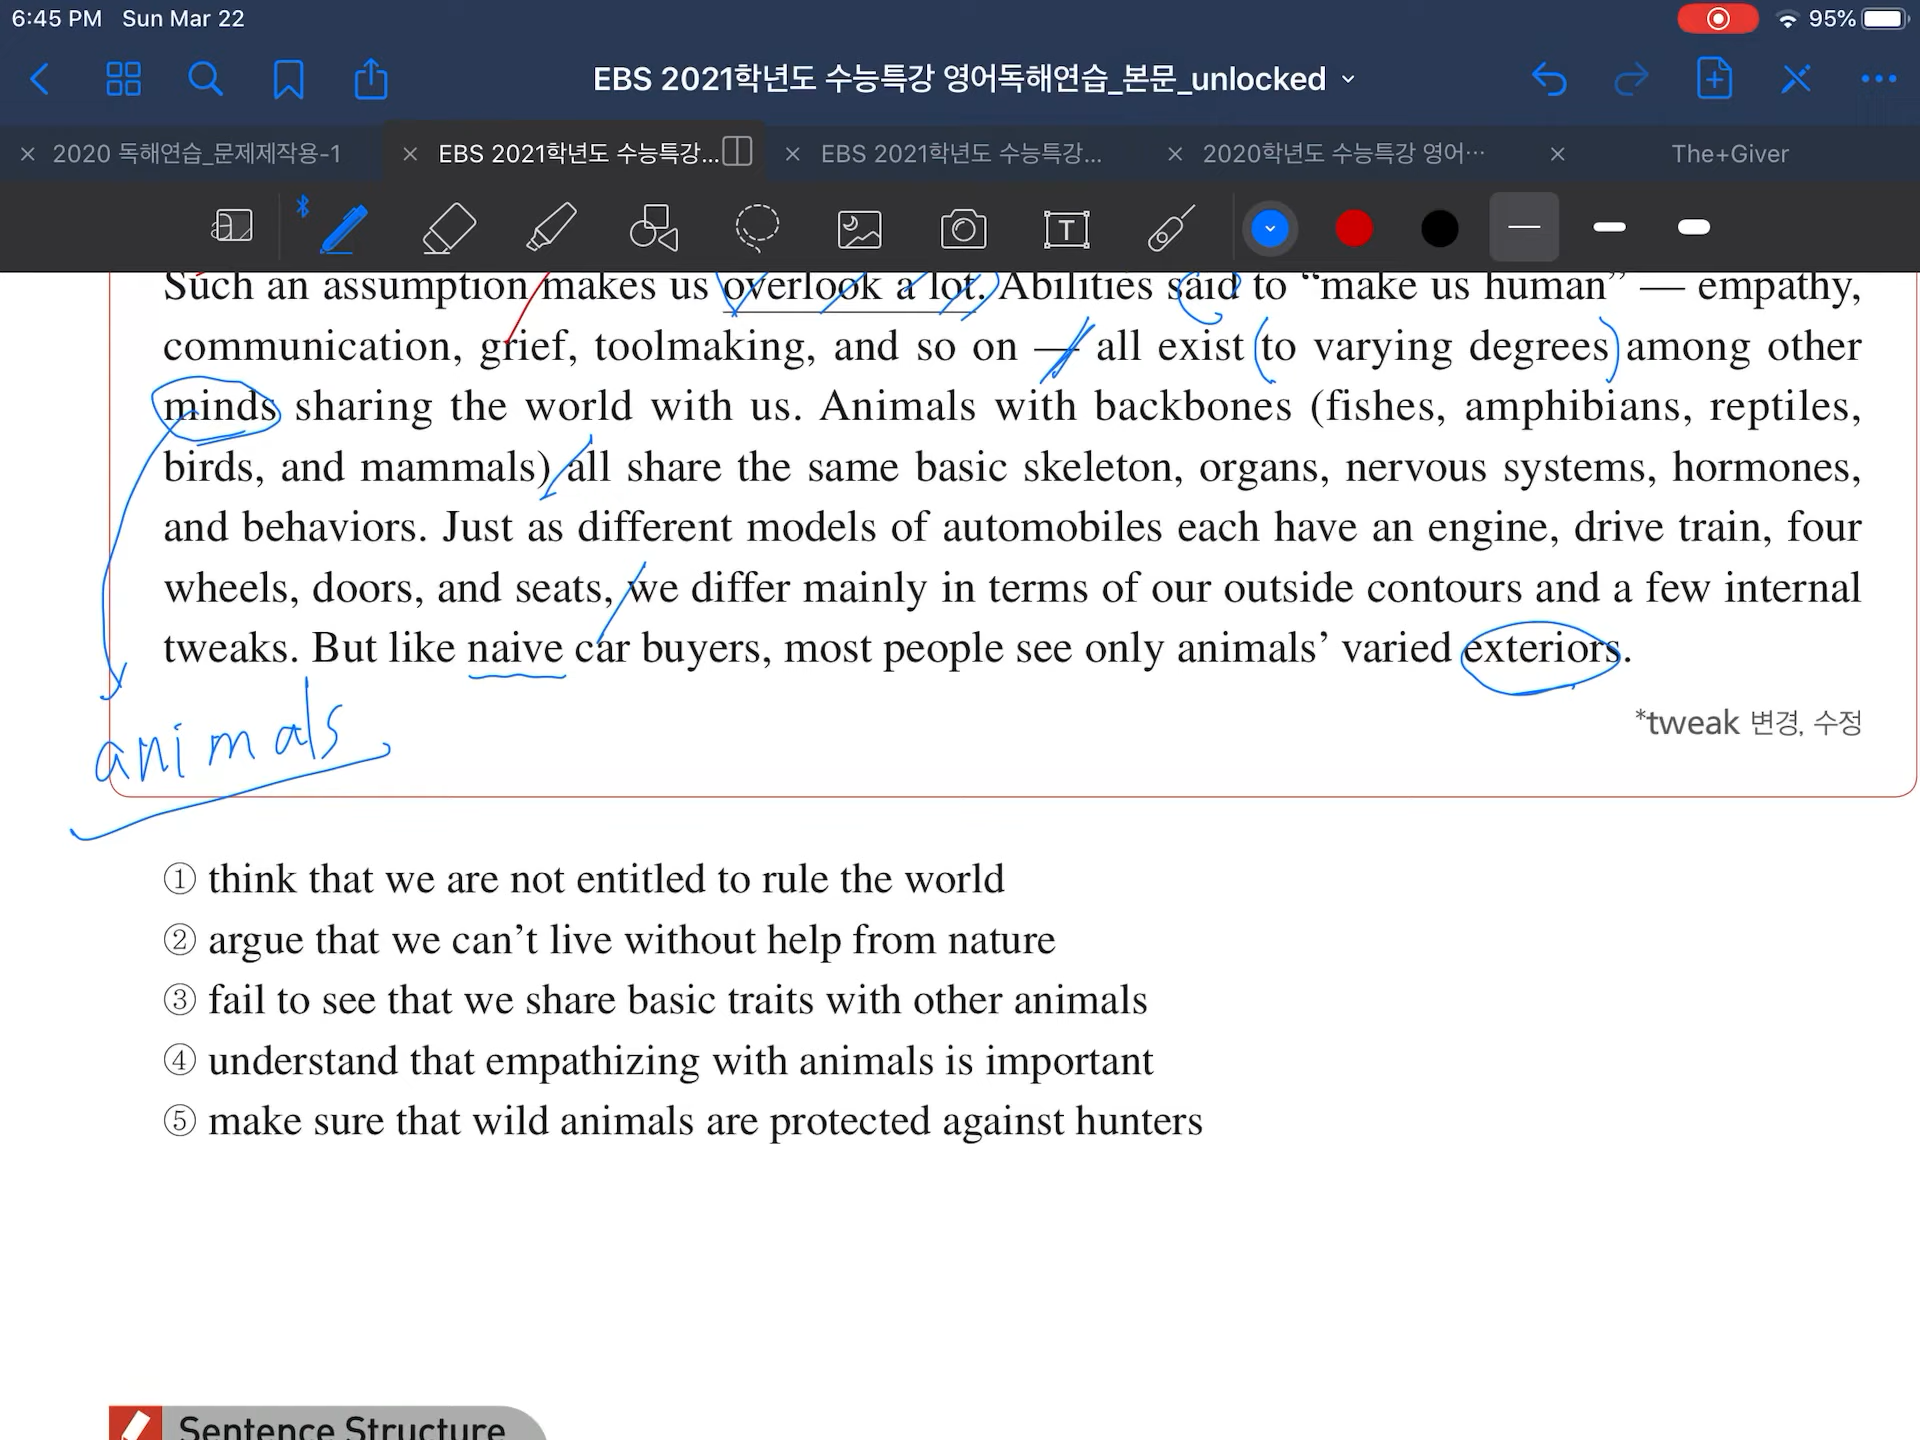 6:45 PM Sun Mar 22 95%
EBS 2021학년도 수능특강 영어독해연습_본문_unlocked
2020 독해연습_문제제작용-1 EBS 2021학년도 수능특강... EBS 2021학년도 수능특강... 2020학년도 수능특강 영어… The+Giver
T
Such an assumption makes us overlook a lot. Abilities said to “make us human” — empathy,
communication, grief, toolmaking, and so on — all exist to varying degrees among other
minds sharing the world with us. Animals with backbones (fishes, amphibians, reptiles,
birds, and mammals) all share the same basic skeleton, organs, nervous systems, hormones,
and behaviors. Just as different models of automobiles each have an engine, drive train, four
wheels, doors, and seats, we differ mainly in terms of our outside contours and a few internal
tweaks. But like naive car buyers, most people see only animals’ varied exteriors.
*tweak 변경, 수정
animals
① think that we are not entitled to rule the world
② argue that we can’t live without help from nature
③ fail to see that we share basic traits with other animals
④ understand that empathizing with animals is important
⑤ make sure that wild animals are protected against hunters
Sentence Structure